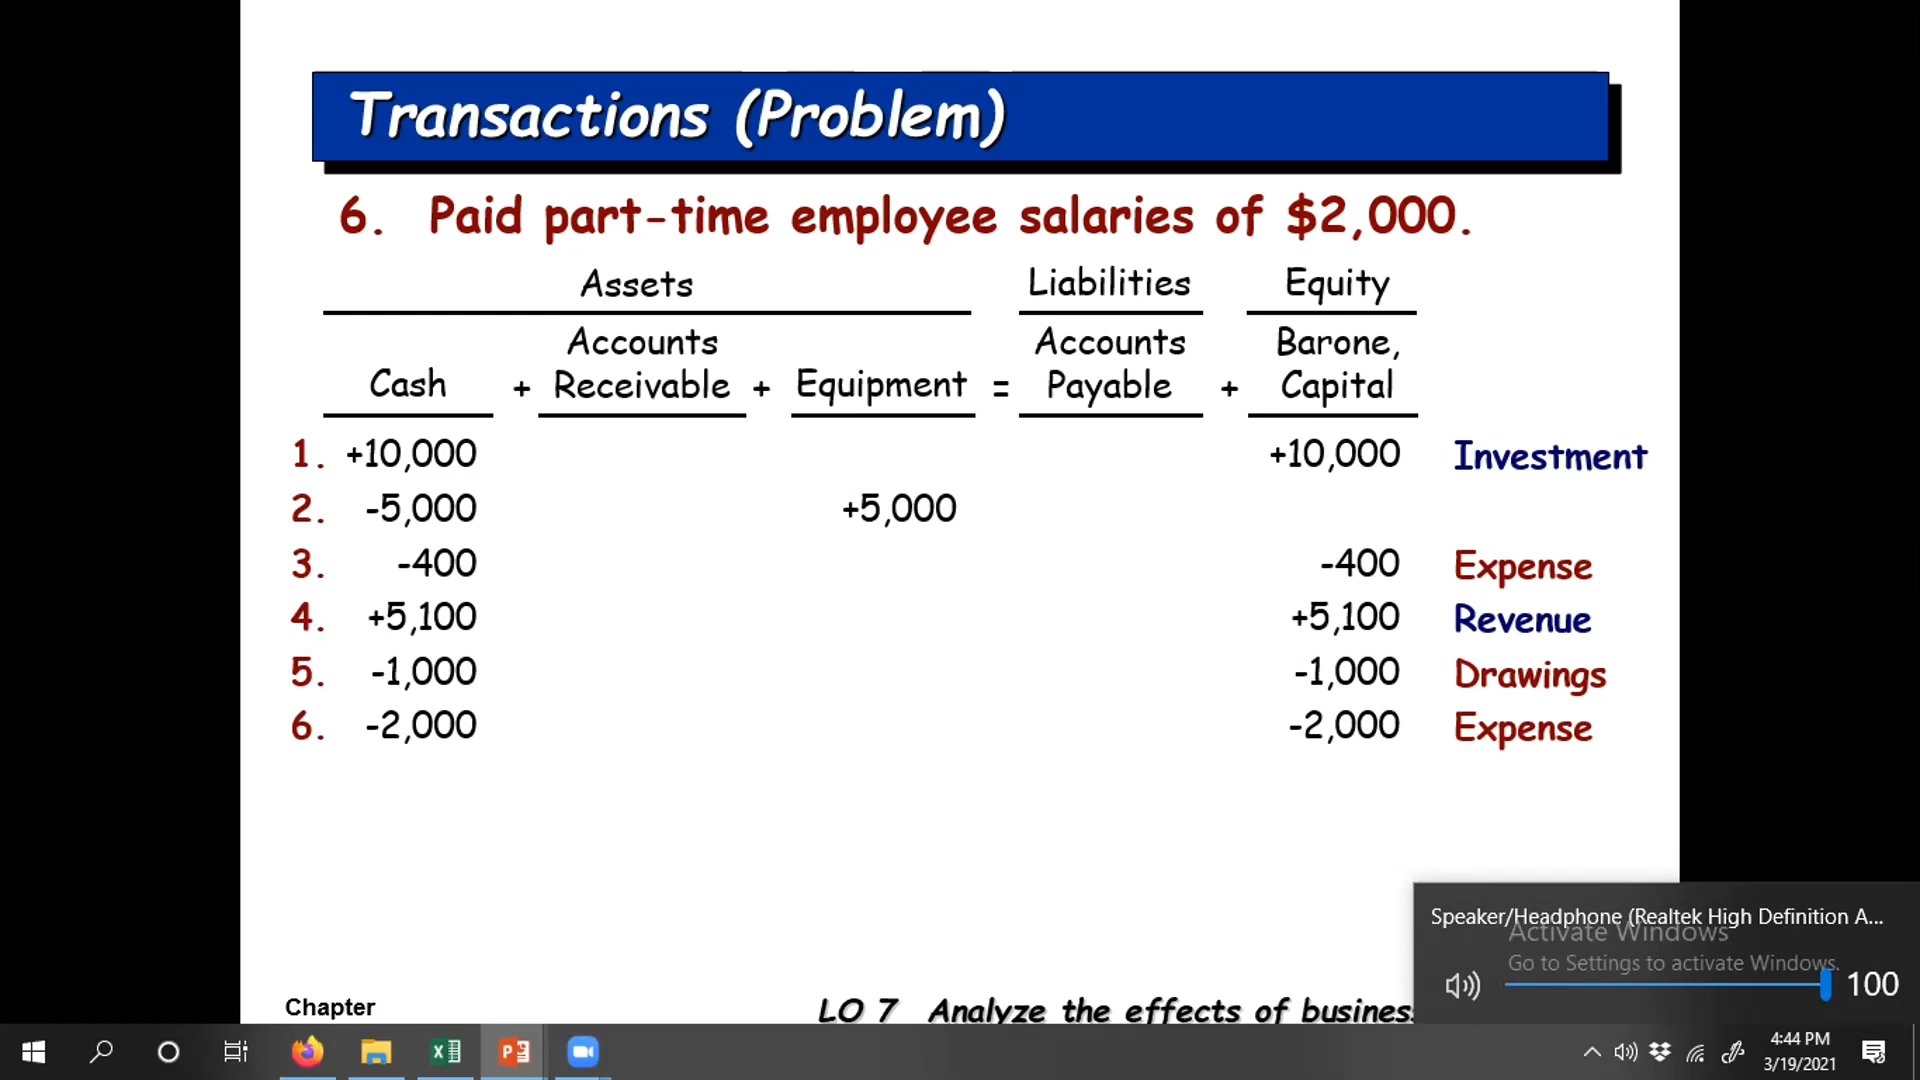 Transactions (Problem)
6. Paid part-time employee salaries of $2,000.
Assets Liabilities Equity
Accounts Accounts Barone,
Cash + Receivable + Equipment = Payable + Capital
1. +10,000 +10,000 Investment
2. -5,000 +5,000
3. -400 -400 Expense
4. +5,100 +5,100 Revenue
5. -1,000 -1,000 Drawings
6. -2,000 -2,000 Expense
Speaker/Headphone (Realtek High Definition A...
Activate Windows
Go to Settings to activate Windows.
100
Chapter
LO 7 Analyze the effects of busines
4:44 PM
3/19/2021